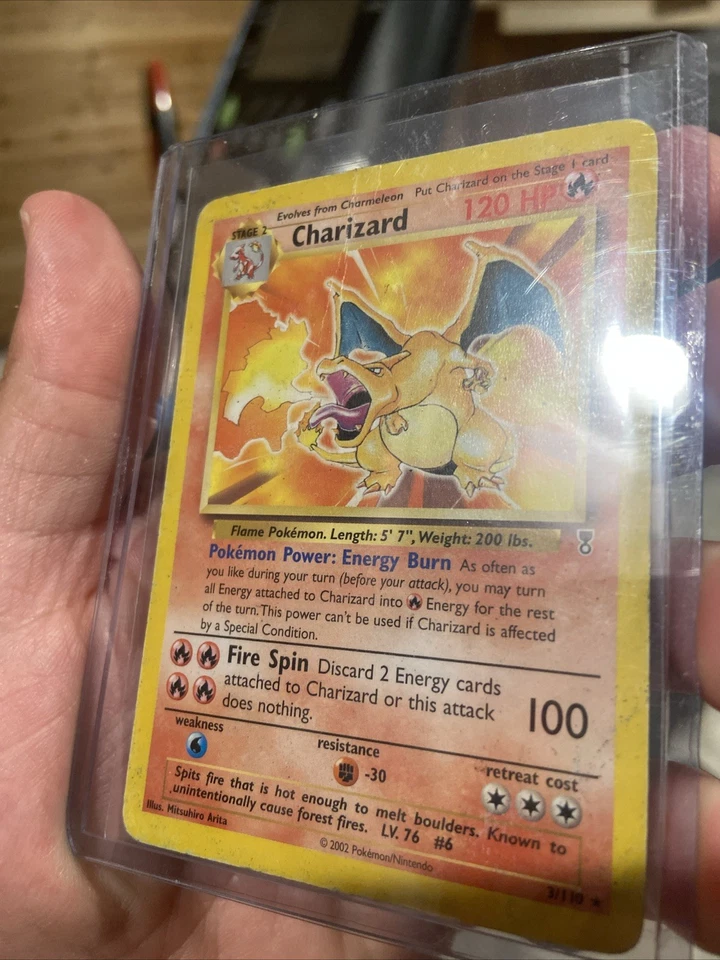 Evolves from Charmeleon Put Charizard on the Stage 1 card
STAGE 2 Charizard 120 HP
Flame Pokémon. Length: 5' 7", Weight: 200 lbs.
Pokémon Power: Energy Burn As often as
you like during your turn (before your attack), you may turn
all Energy attached to Charizard into Energy for the rest
of the turn. This power can't be used if Charizard is affected
by a Special Condition.
Fire Spin Discard 2 Energy cards
attached to Charizard or this attack
does nothing.
100
weakness
resistance
-30
retreat cost
Spits fire that is hot enough to melt boulders. Known to
unintentionally cause forest fires. LV. 76 #6
Illus. Mitsuhiro Arita
© 2002 Pokémon/Nintendo
3/110 ★